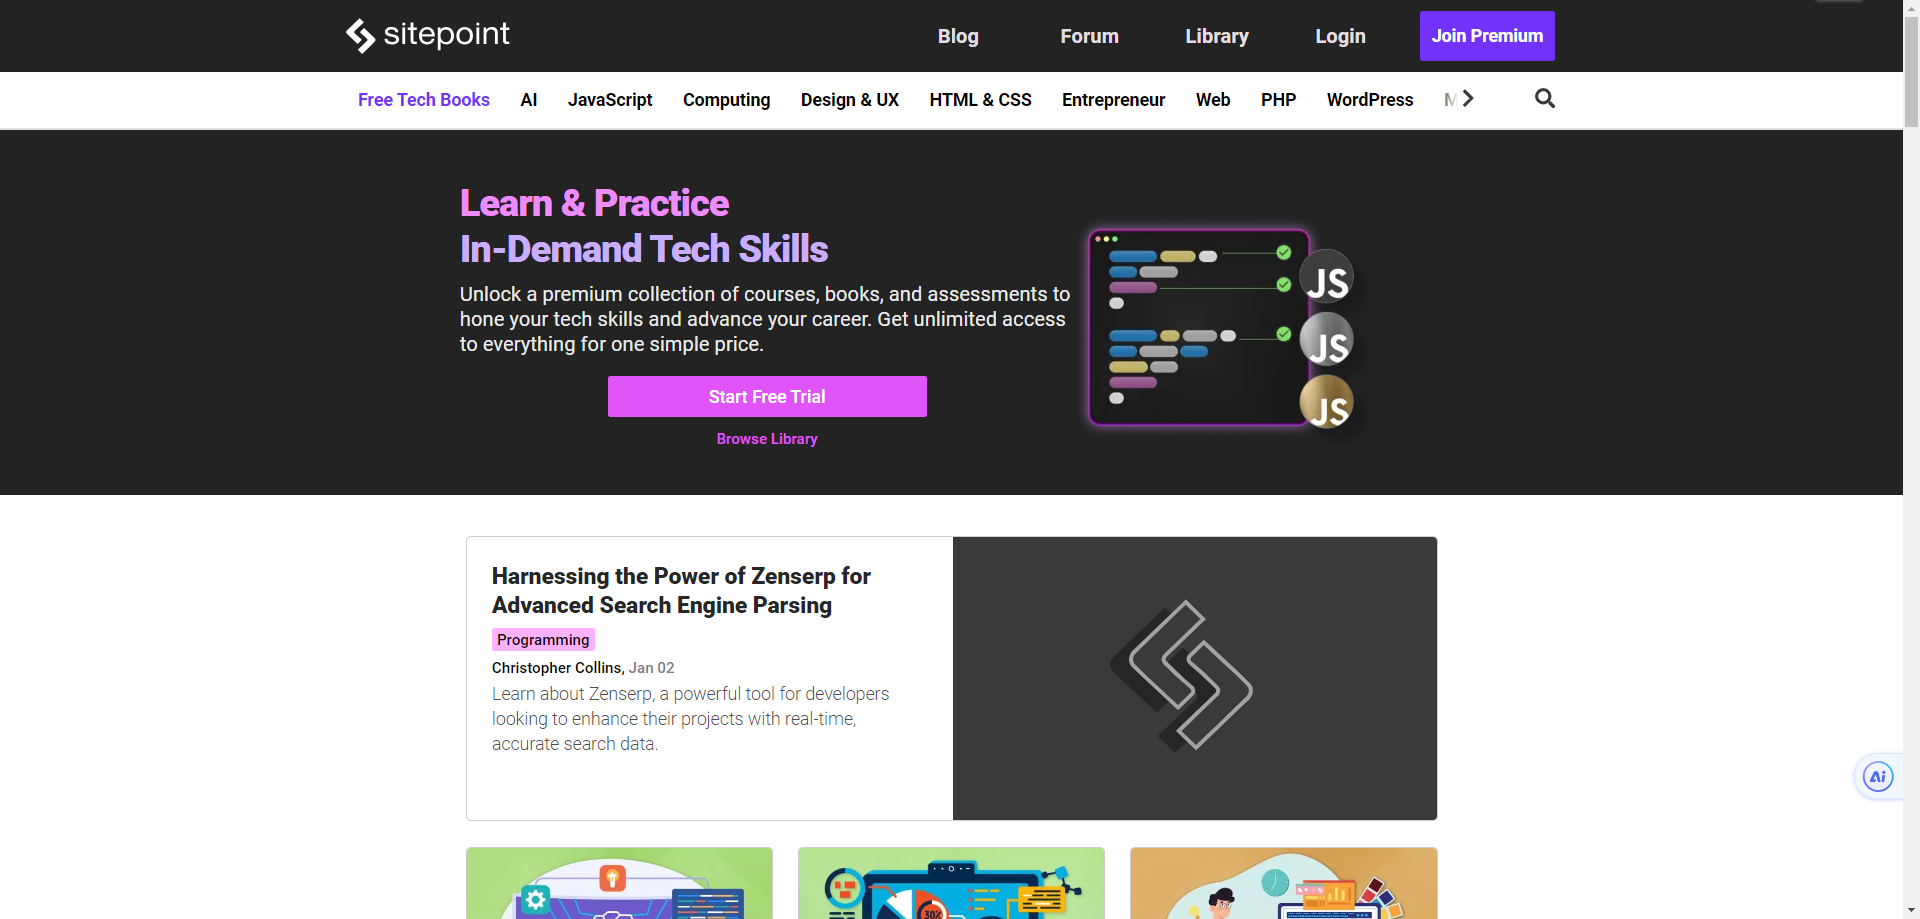 sitepoint
Blog Forum Library Login Join Premium
Free Tech Books AI JavaScript Computing Design & UX HTML & CSS Entrepreneur Web PHP WordPress M
Learn & Practice
In-Demand Tech Skills
Unlock a premium collection of courses, books, and assessments to
hone your tech skills and advance your career. Get unlimited access
to everything for one simple price.
Start Free Trial
Browse Library
JS
JS
JS
Harnessing the Power of Zenserp for
Advanced Search Engine Parsing
Programming
Christopher Collins, Jan 02
Learn about Zenserp, a powerful tool for developers
looking to enhance their projects with real-time,
accurate search data.
Ai
30%